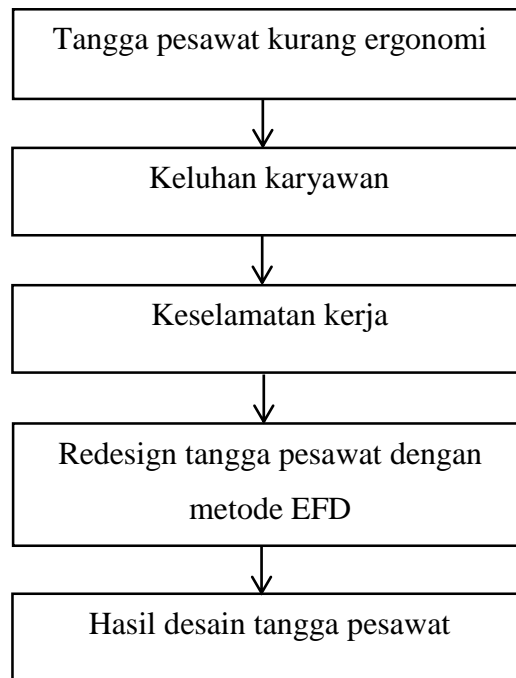 Tangga pesawat kurang ergonomi
Keluhan karyawan
Keselamatan kerja
Redesign tangga pesawat dengan
metode EFD
Hasil desain tangga pesawat